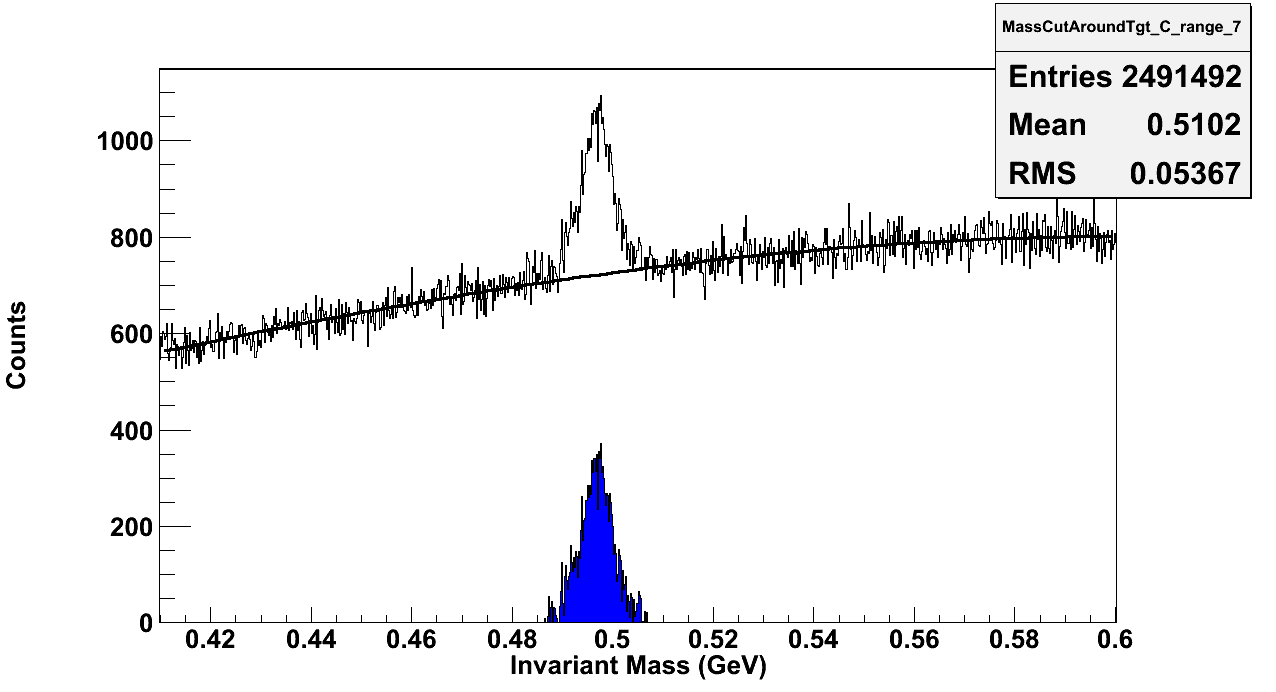 MassCutAroundTgt_C_range_7
Entries 2491492
Mean 0.5102
RMS 0.05367
1000
800
600
400
200
0
Counts
0.42 0.44 0.46 0.48 0.5 0.52 0.54 0.56 0.58 0.6
Invariant Mass (GeV)